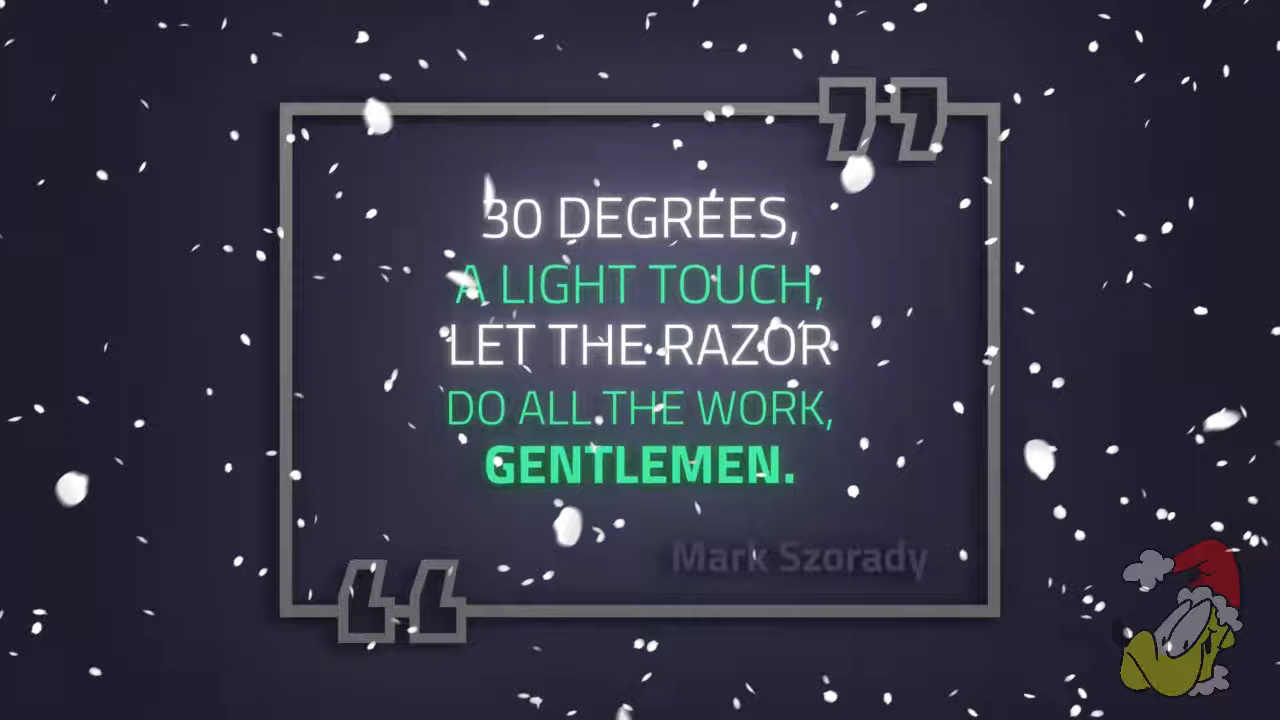 30 DEGREES,
A LIGHT TOUCH,
LET THE RAZOR
DO ALL THE WORK,
GENTLEMEN.
Mark Szorady